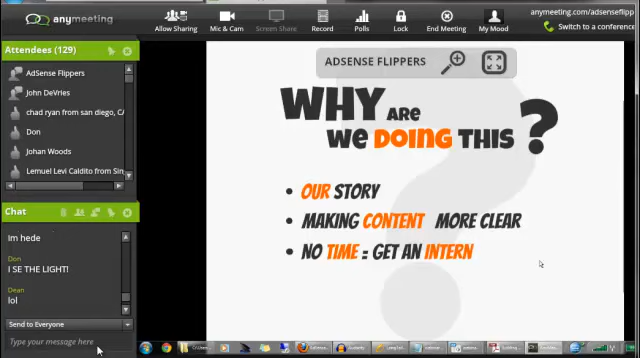 anymeeting
Allow Sharing
Mic & Cam
Screen Share
Record
Polls
Lock
End Meeting
My Mood
anymeeting.com/adsenseflipp
Switch to a conference
Attendees (129)
AdSense Flippers
John DeVries
chad ryan from san diego, CA
Don
Johan Woods
Lemuel Levi Caldito from Sin
Chat
Im hede
Don
I SE THE LIGHT!
Dean
lol
Send to Everyone
Type your message here
ADSENSE FLIPPERS
WHY ARE
WE DOING THIS ?
OUR STORY
MAKING CONTENT MORE CLEAR
NO TIME = GET AN INTERN